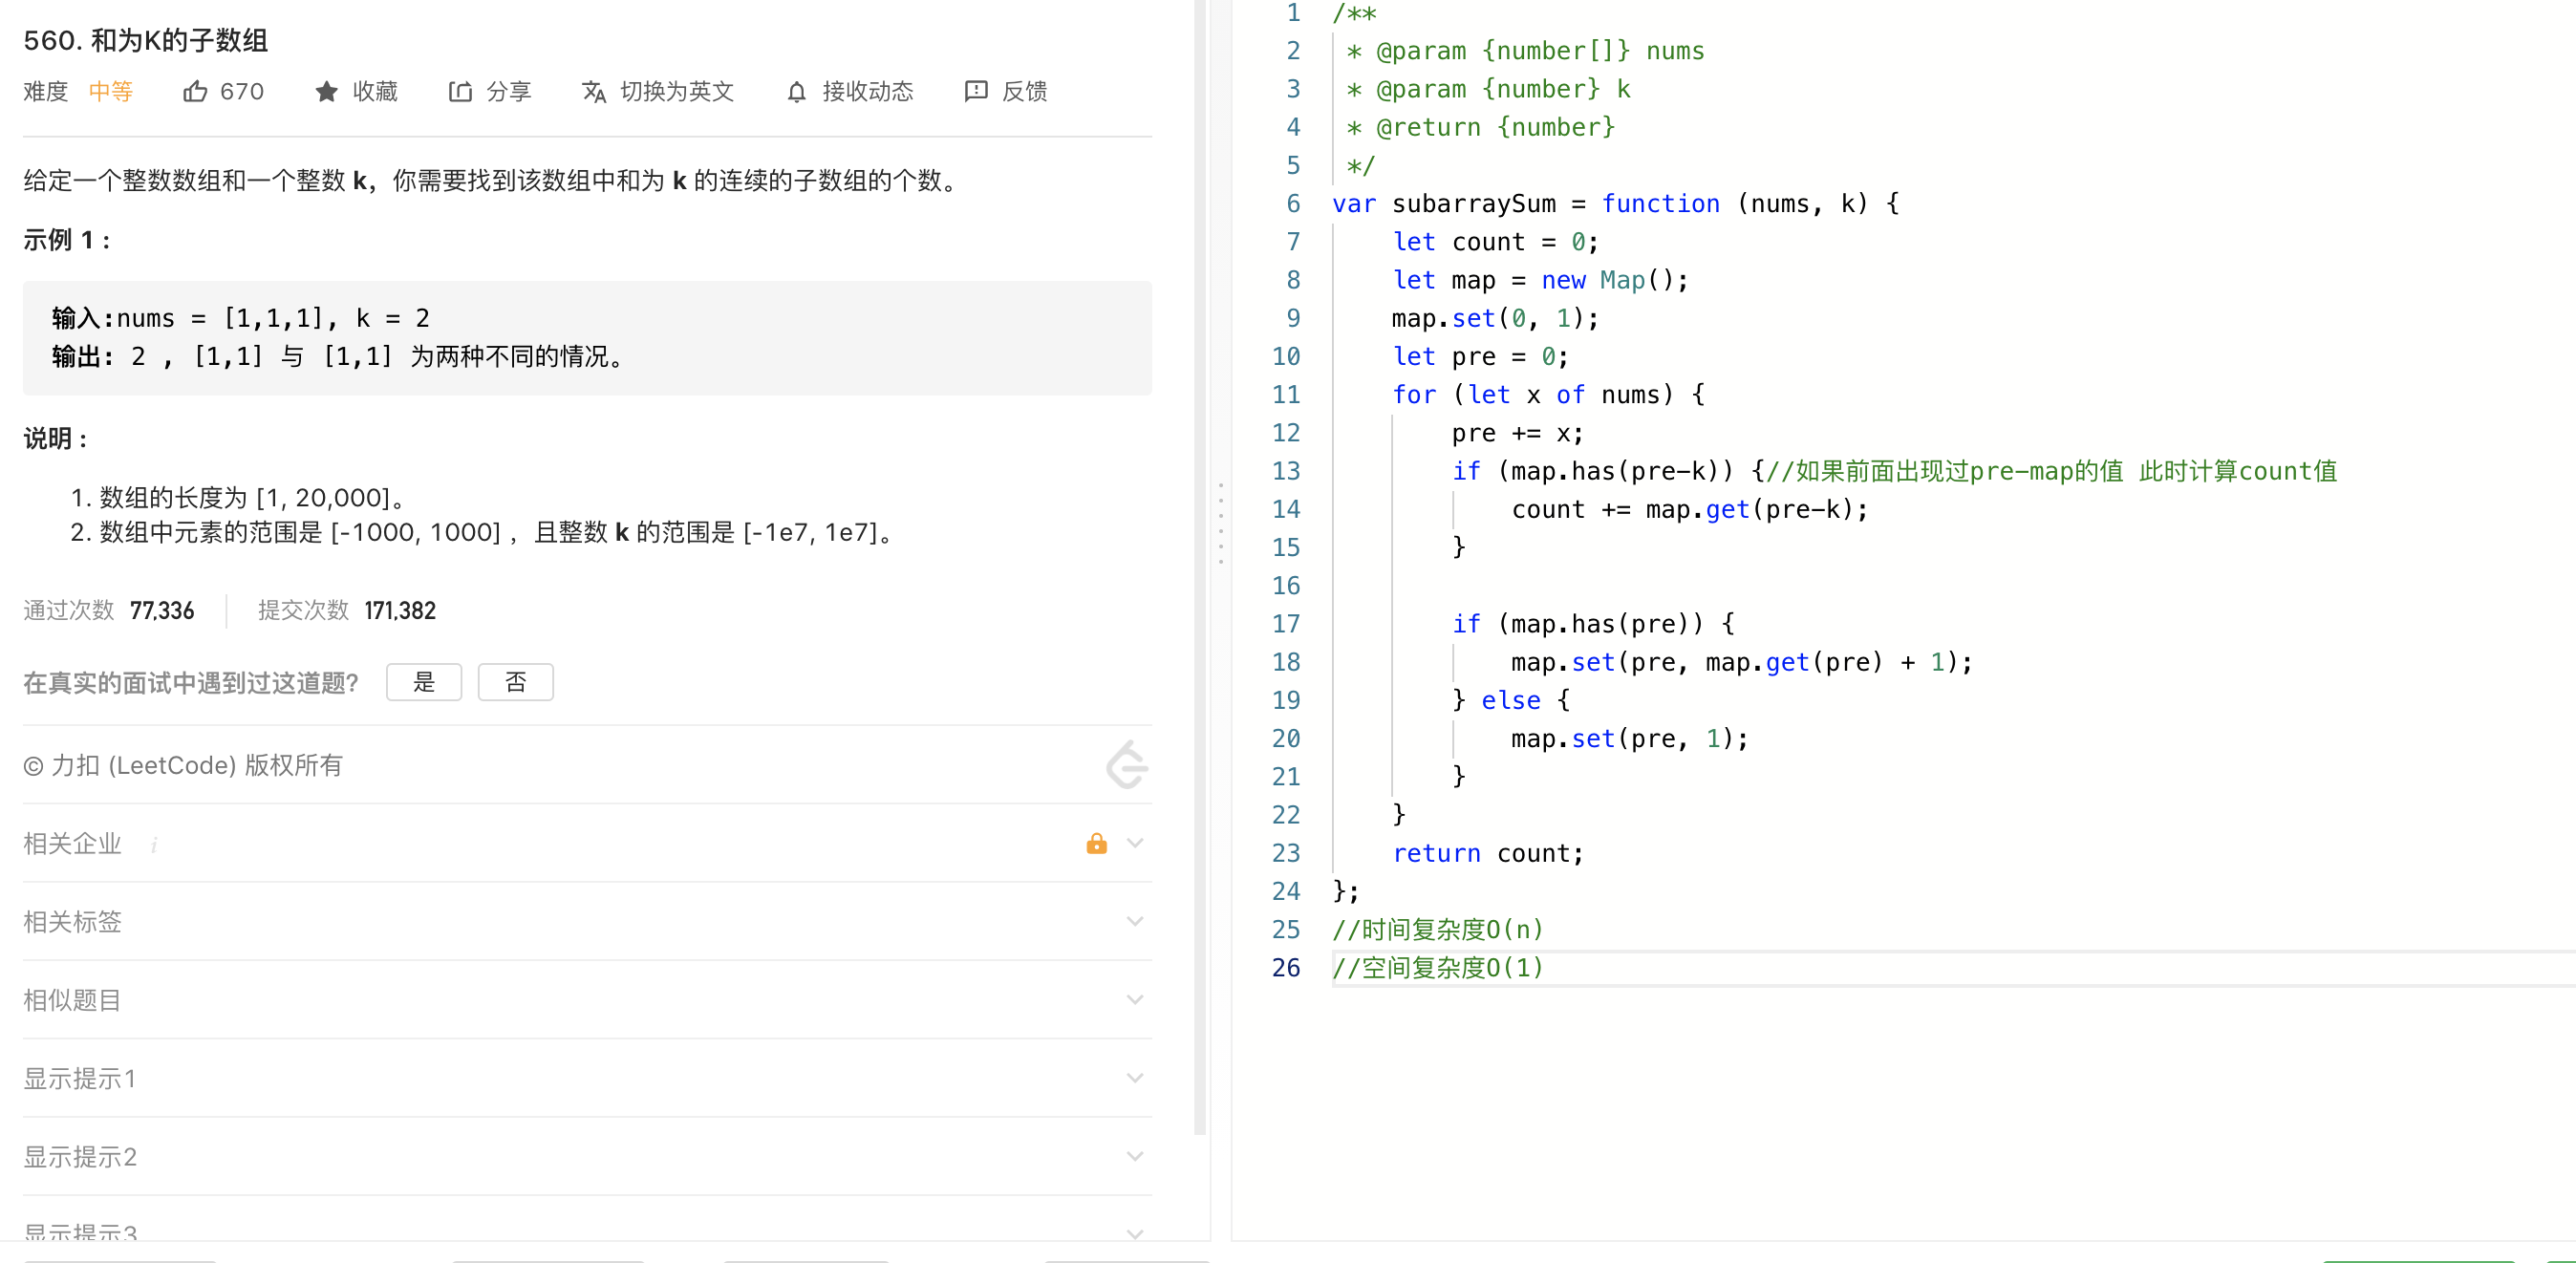 560. 和为K的子数组
难度 中等 670 收藏 分享 切换为英文 接收动态 反馈
给定一个整数数组和一个整数 k，你需要找到该数组中和为 k 的连续的子数组的个数。
示例 1 :
输入:nums = [1,1,1], k = 2
输出: 2 , [1,1] 与 [1,1] 为两种不同的情况。
说明 :
1. 数组的长度为 [1, 20,000]。
2. 数组中元素的范围是 [-1000, 1000] ，且整数 k 的范围是 [-1e7, 1e7]。
通过次数 77,336 提交次数 171,382
在真实的面试中遇到过这道题? 是 否
© 力扣 (LeetCode) 版权所有
相关企业 i
相关标签
相似题目
显示提示1
显示提示2
显示提示3
1 /**
2 * @param {number[]} nums
3 * @param {number} k
4 * @return {number}
5 */
6 var subarraySum = function (nums, k) {
7 let count = 0;
8 let map = new Map();
9 map.set(0, 1);
10 let pre = 0;
11 for (let x of nums) {
12 pre += x;
13 if (map.has(pre-k)) {//如果前面出现过pre-map的值 此时计算count值
14 count += map.get(pre-k);
15 }
16
17 if (map.has(pre)) {
18 map.set(pre, map.get(pre) + 1);
19 } else {
20 map.set(pre, 1);
21 }
22 }
23 return count;
24 };
25 //时间复杂度O(n)
26 //空间复杂度O(1)